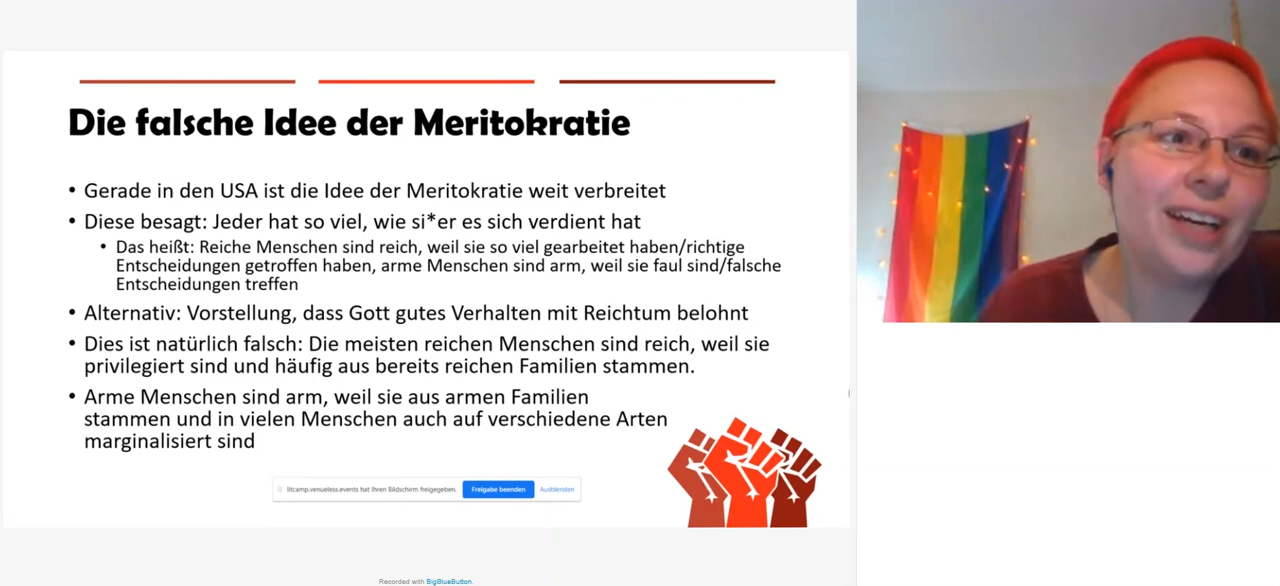 Die falsche Idee der Meritokratie
• Gerade in den USA ist die Idee der Meritokratie weit verbreitet
• Diese besagt: Jeder hat so viel, wie si*er es sich verdient hat
• Das heißt: Reiche Menschen sind reich, weil sie so viel gearbeitet haben/richtige
Entscheidungen getroffen haben, arme Menschen sind arm, weil sie faul sind/falsche
Entscheidungen treffen
• Alternativ: Vorstellung, dass Gott gutes Verhalten mit Reichtum belohnt
• Dies ist natürlich falsch: Die meisten reichen Menschen sind reich, weil sie
privilegiert sind und häufig aus bereits reichen Familien stammen.
• Arme Menschen sind arm, weil sie aus armen Familien
stammen und in vielen Menschen auch auf verschiedene Arten
marginalisiert sind
litcamp.venueless.events hat Ihren Bildschirm freigegeben. Freigabe beenden Ausblenden
Recorded with BigBlueButton.